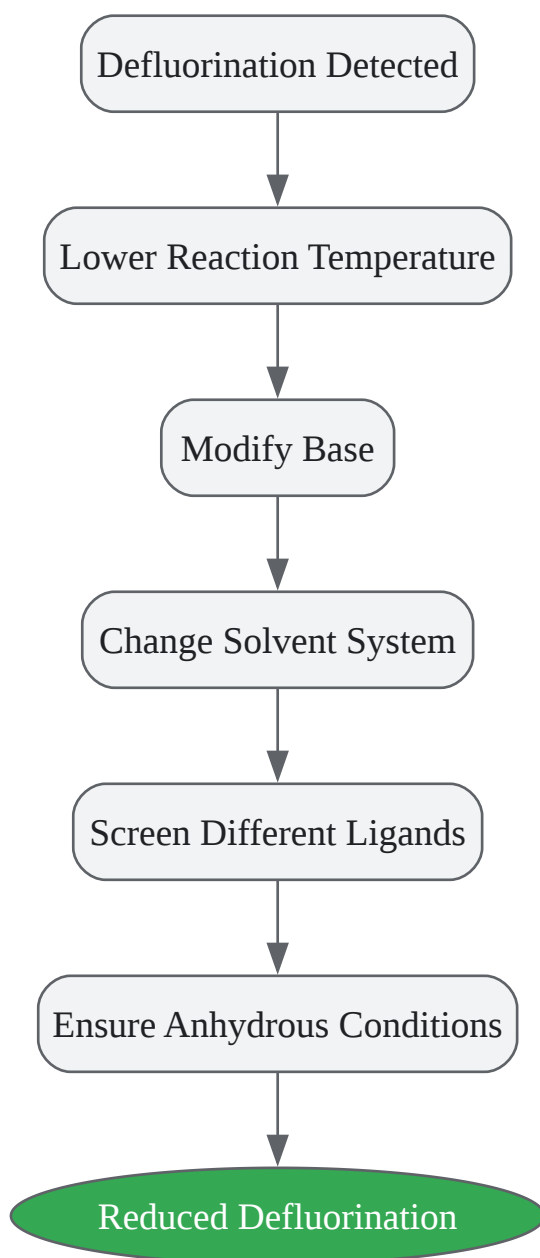 Defluorination Detected
Lower Reaction Temperature
Modify Base
Change Solvent System
Screen Different Ligands
Ensure Anhydrous Conditions
Reduced Defluorination